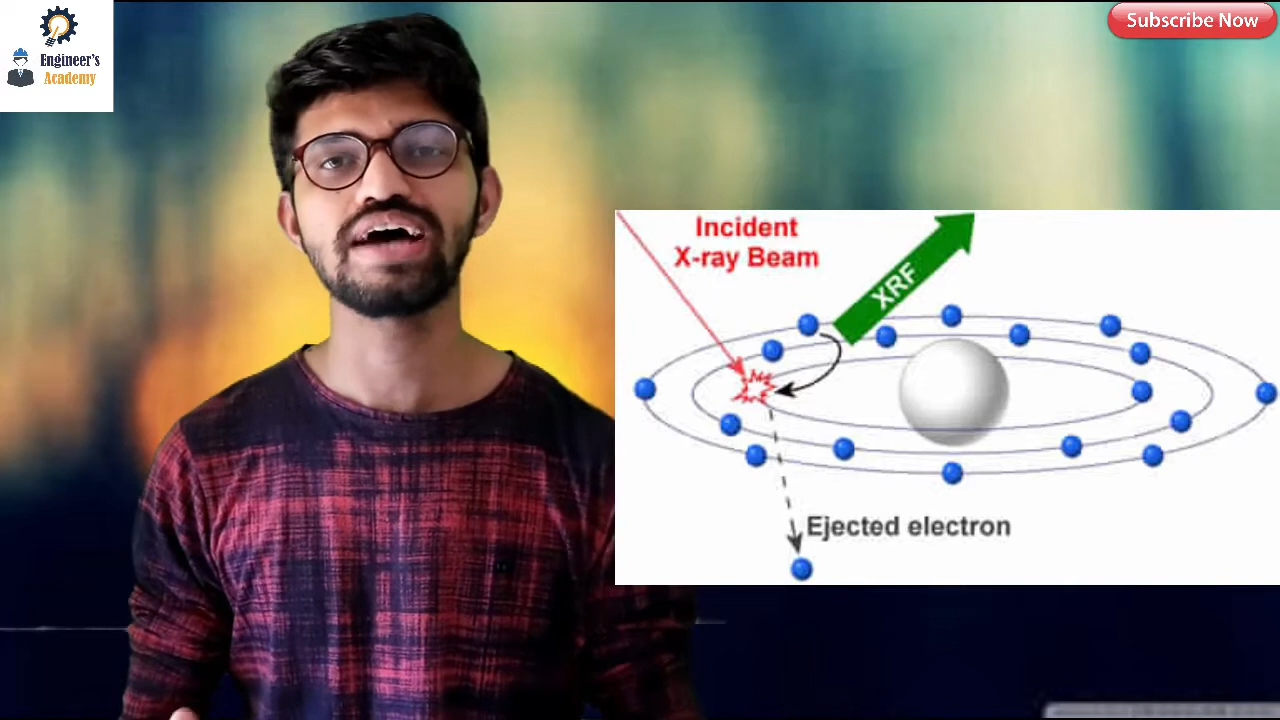 Engineer's
Academy
Subscribe Now
Incident
X-ray Beam
XRF
Ejected electron